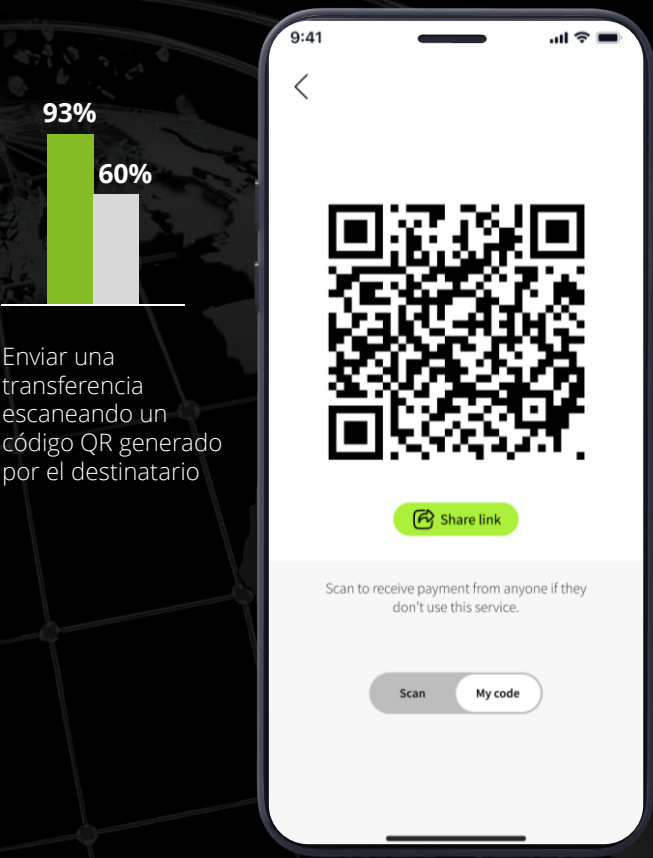 93%
60%
Enviar una
transferencia
escaneando un
código QR generado
por el destinatario
9:41
Share link
Scan to receive payment from anyone if they
don't use this service.
Scan
My code